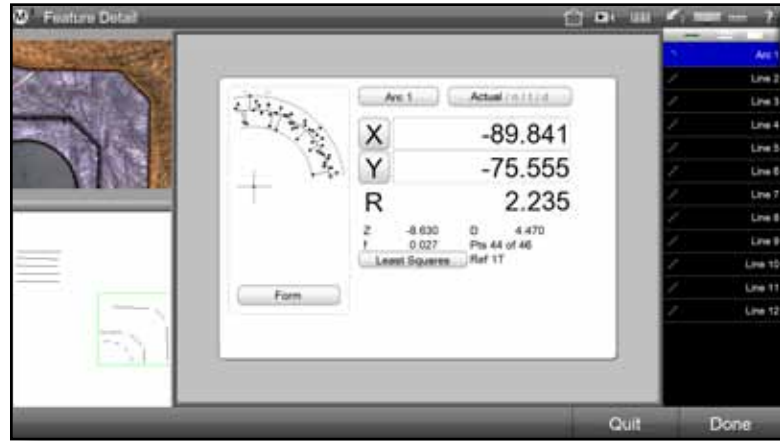 M Feature Detail
?
Arc 1 Actual / n / t / d
X -89.841
Y -75.555
R 2.235
Z -8.630 D 4.470
f 0.027 Pts 44 of 46
Least Squares Ref 1T
Form
Arc 1
Line 2
Line 3
Line 4
Line 5
Line 6
Line 7
Line 8
Line 9
Line 10
Line 11
Line 12
Quit Done